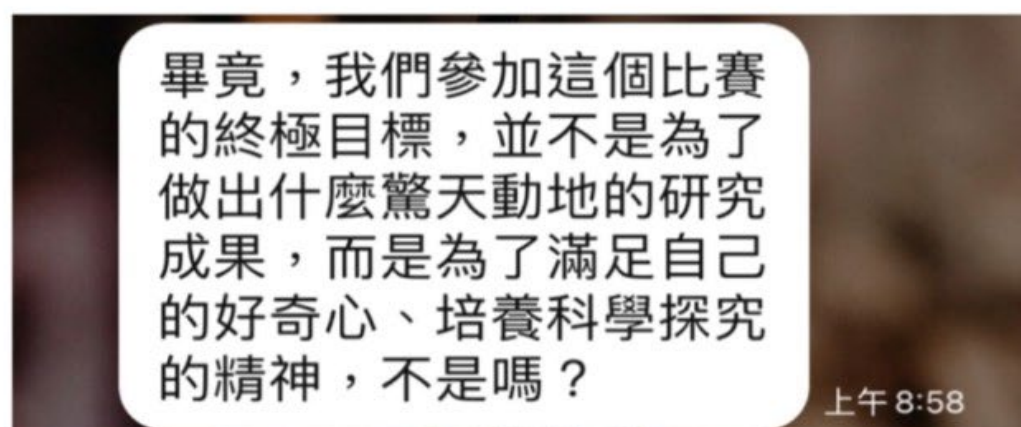 畢竟，我們參加這個比賽
的終極目標，並不是為了
做出什麼驚天動地的研究
成果，而是為了滿足自己
的好奇心、培養科學探究
的精神，不是嗎？
上午 8:58